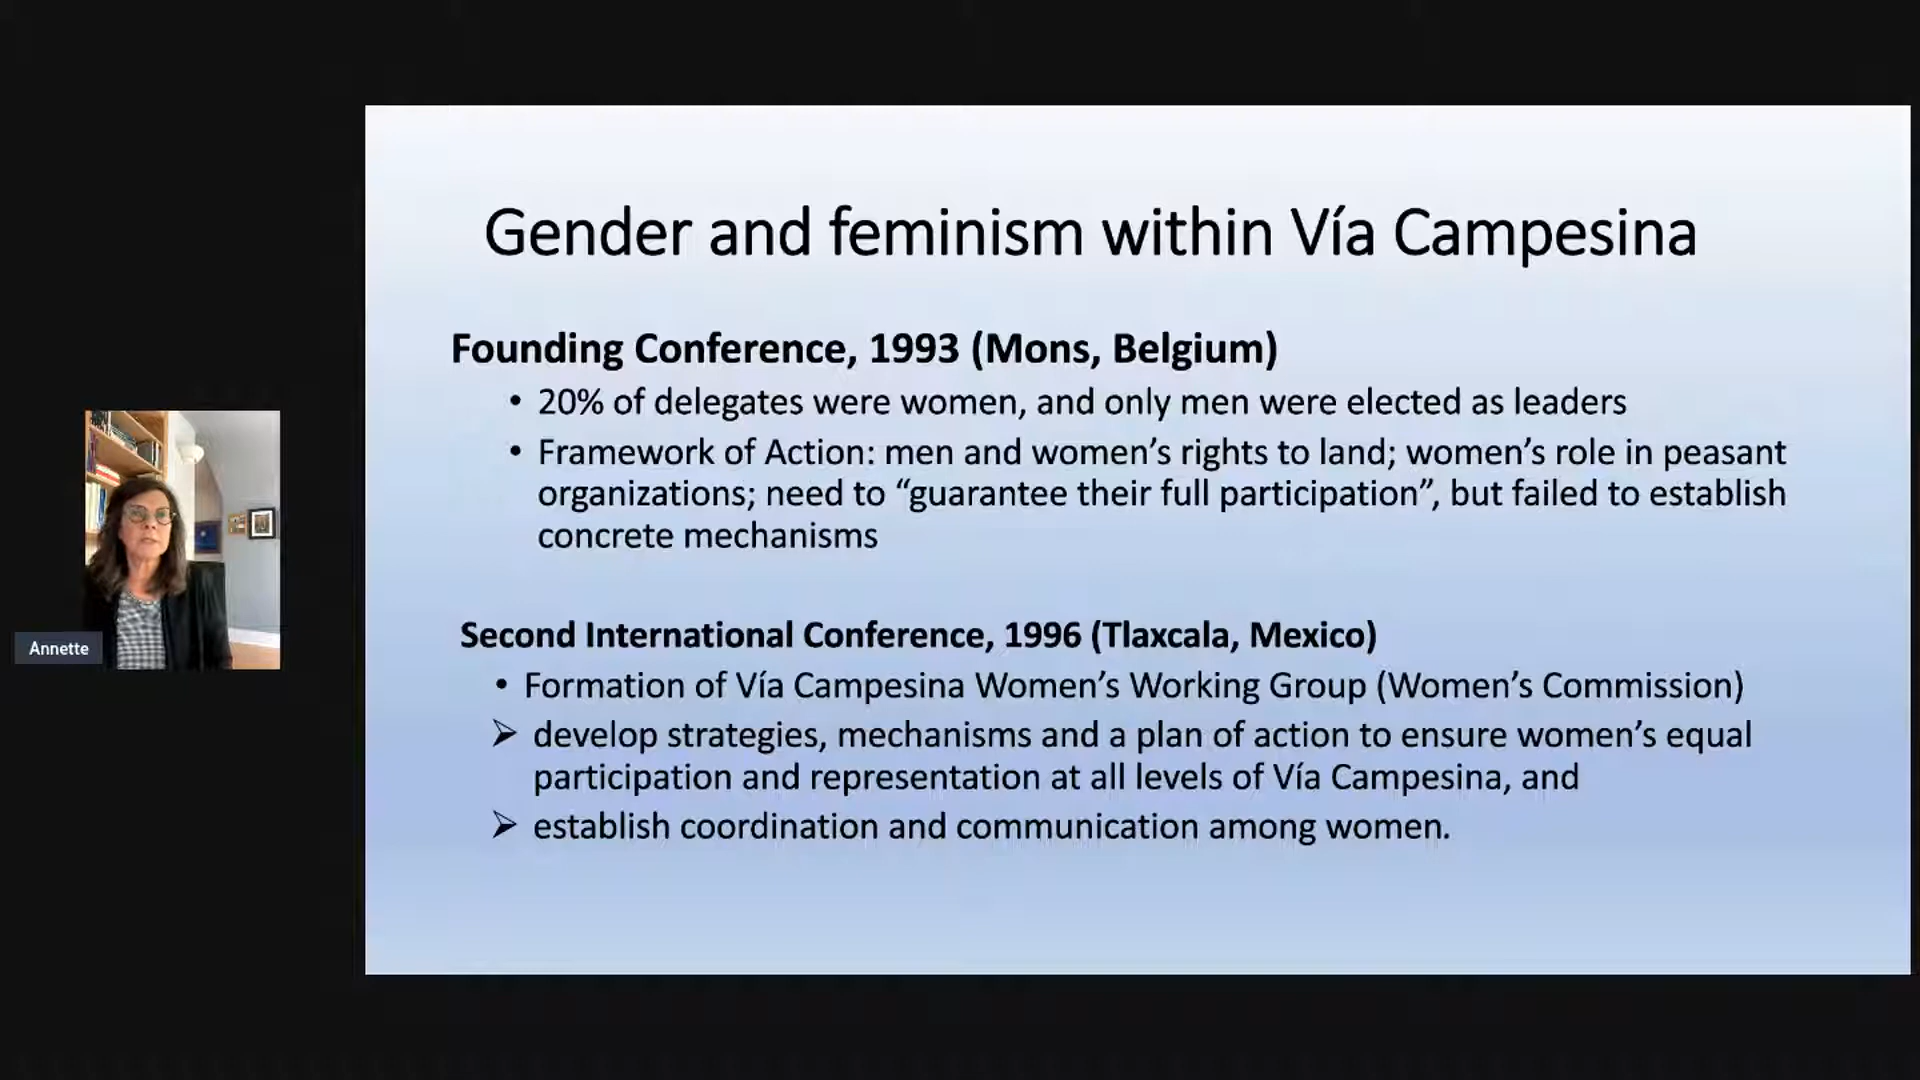 Gender and feminism within Vía Campesina
Founding Conference, 1993 (Mons, Belgium)
• 20% of delegates were women, and only men were elected as leaders
• Framework of Action: men and women’s rights to land; women’s role in peasant
organizations; need to “guarantee their full participation”, but failed to establish
concrete mechanisms
Second International Conference, 1996 (Tlaxcala, Mexico)
• Formation of Vía Campesina Women’s Working Group (Women’s Commission)
➢ develop strategies, mechanisms and a plan of action to ensure women’s equal
participation and representation at all levels of Vía Campesina, and
➢ establish coordination and communication among women.
Annette